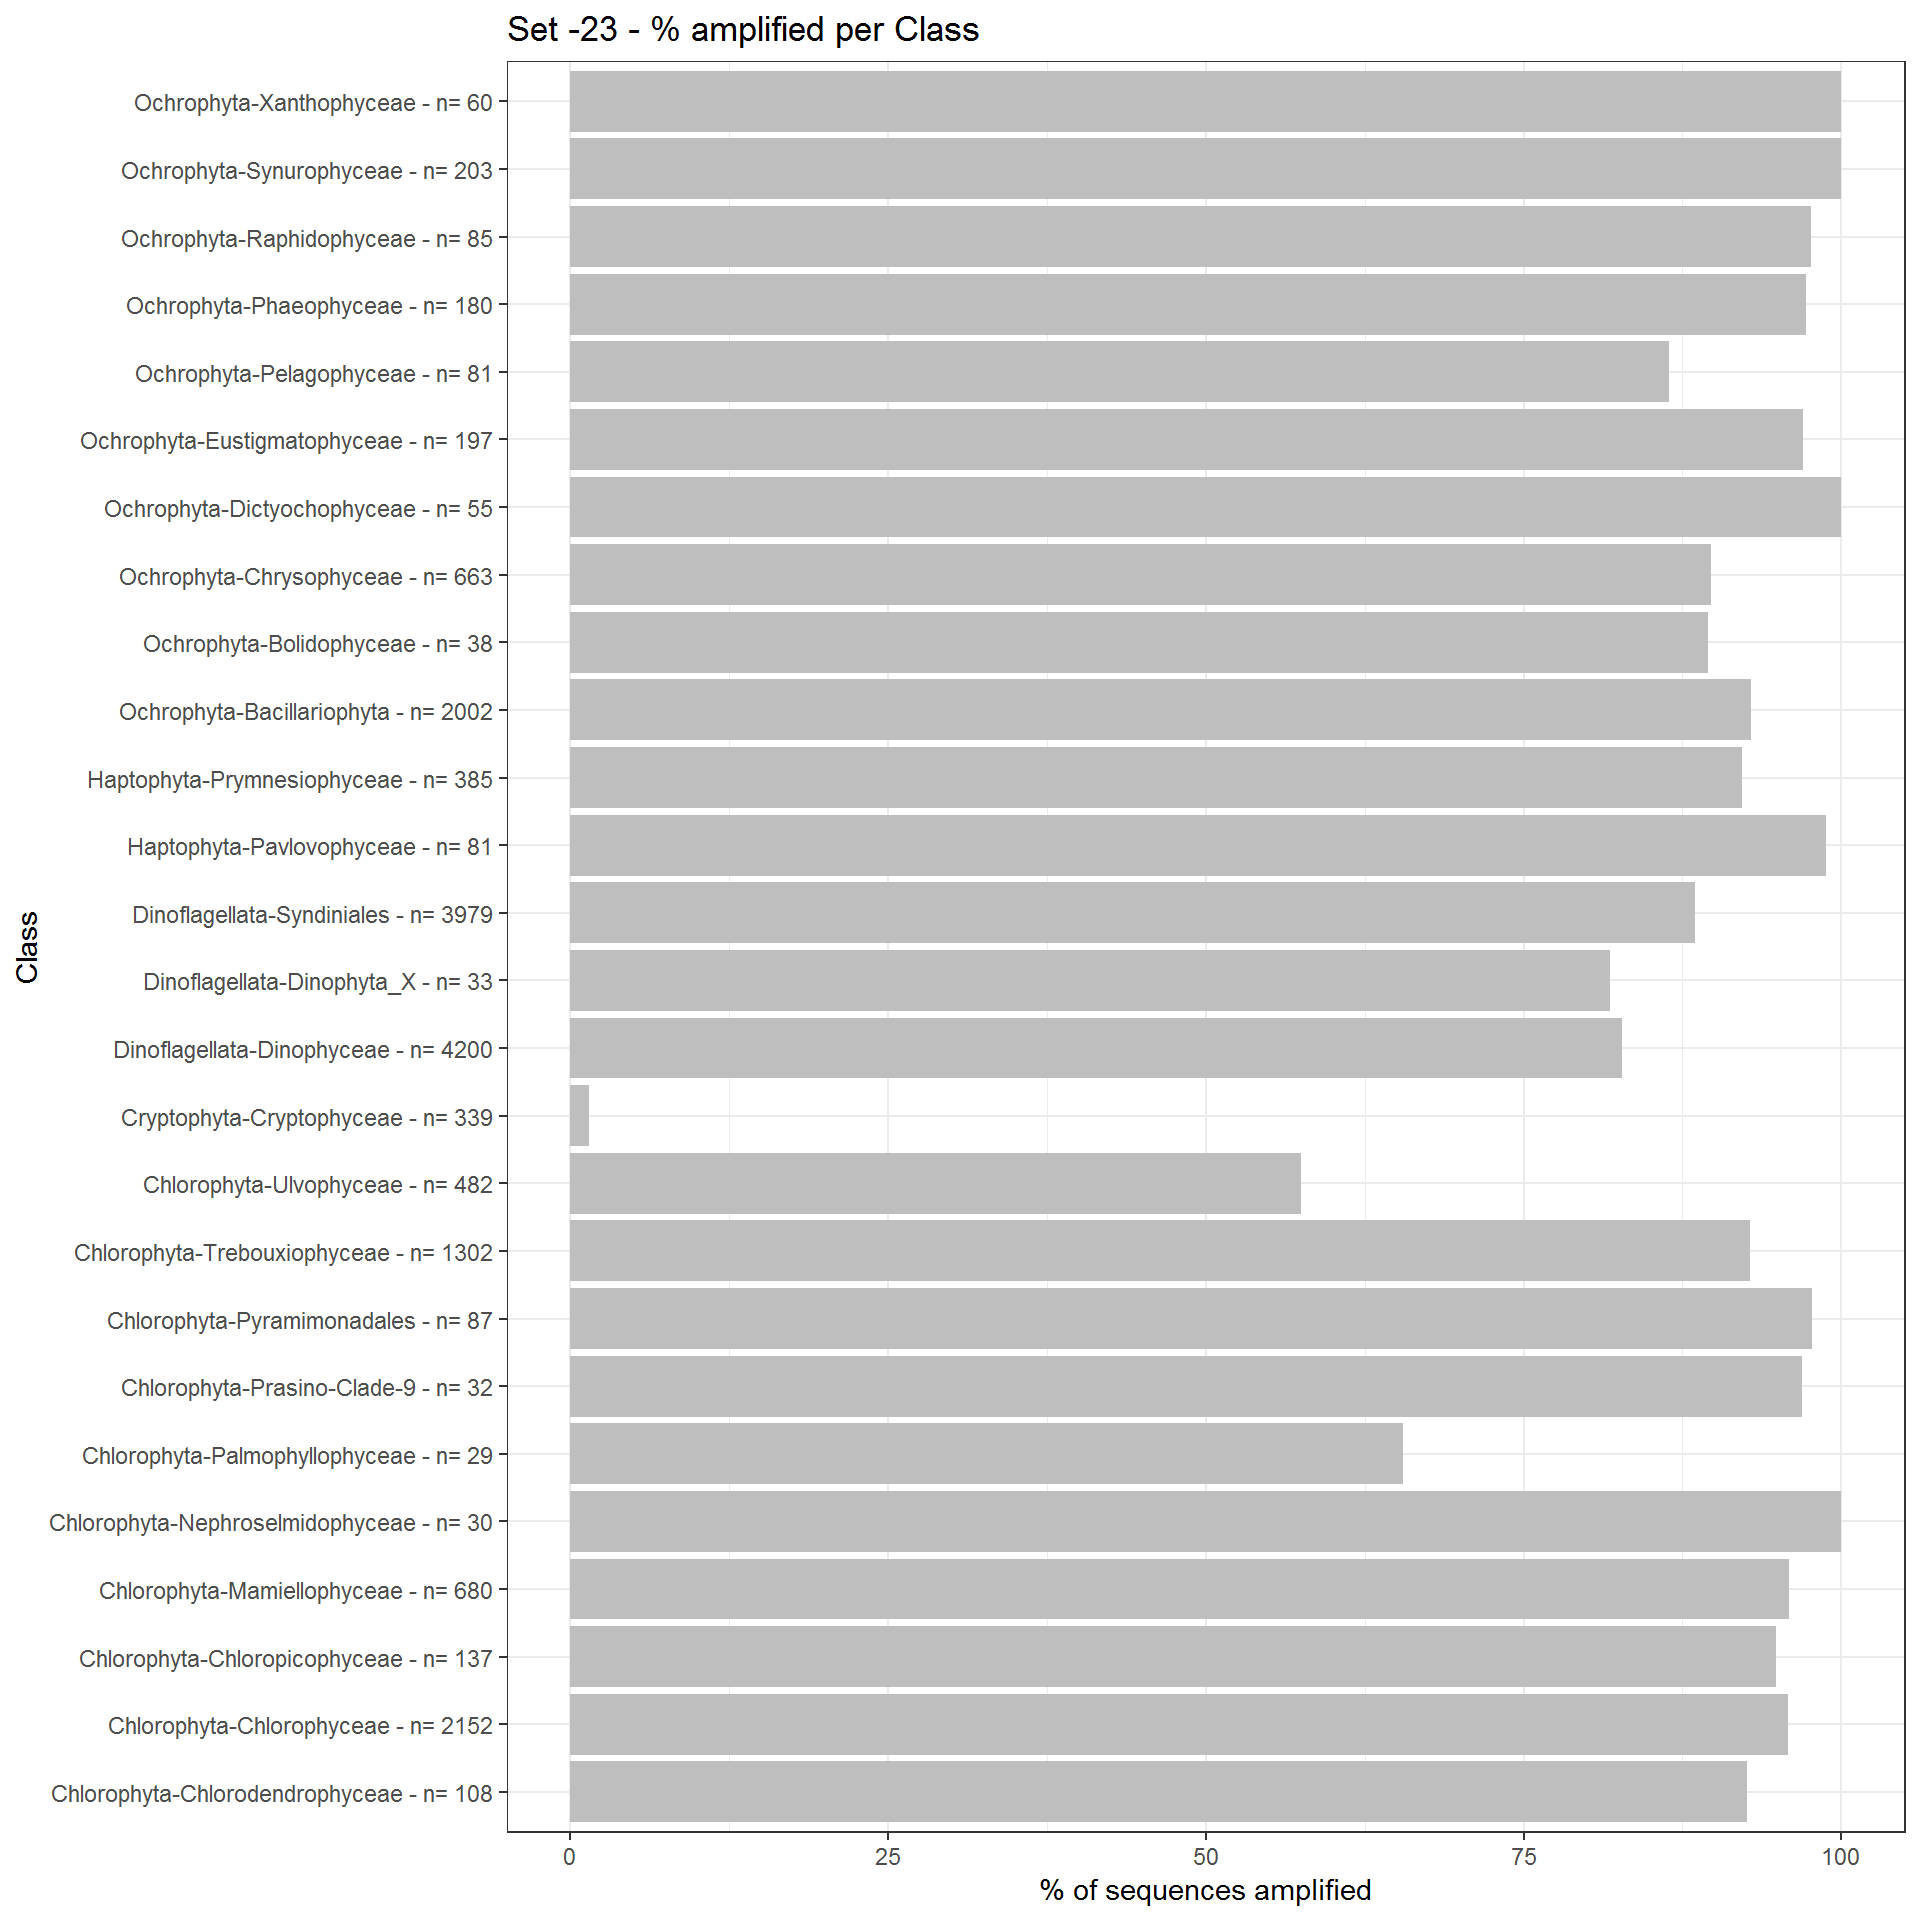 Set -23 - % amplified per Class
Ochrophyta-Xanthophyceae - n= 60
Ochrophyta-Synurophyceae - n= 203
Ochrophyta-Raphidophyceae - n= 85
Ochrophyta-Phaeophyceae - n= 180
Ochrophyta-Pelagophyceae - n= 81
Ochrophyta-Eustigmatophyceae - n= 197
Ochrophyta-Dictyochophyceae - n= 55
Ochrophyta-Chrysophyceae - n= 663
Ochrophyta-Bolidophyceae - n= 38
Ochrophyta-Bacillariophyta - n= 2002
Haptophyta-Prymnesiophyceae - n= 385
Haptophyta-Pavlovophyceae - n= 81
Dinoflagellata-Syndiniales - n= 3979
Dinoflagellata-Dinophyta_X - n= 33
Dinoflagellata-Dinophyceae - n= 4200
Cryptophyta-Cryptophyceae - n= 339
Chlorophyta-Ulvophyceae - n= 482
Chlorophyta-Trebouxiophyceae - n= 1302
Chlorophyta-Pyramimonadales - n= 87
Chlorophyta-Prasino-Clade-9 - n= 32
Chlorophyta-Palmophyllophyceae - n= 29
Chlorophyta-Nephroselmidophyceae - n= 30
Chlorophyta-Mamiellophyceae - n= 680
Chlorophyta-Chloropicophyceae - n= 137
Chlorophyta-Chlorophyceae - n= 2152
Chlorophyta-Chlorodendrophyceae - n= 108
Class
0 25 50 75 100
% of sequences amplified